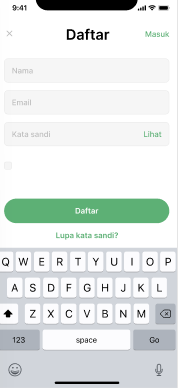 9:41
× Daftar Masuk
Nama
Email
Kata sandi Lihat
Daftar
Lupa kata sandi?
Q W E R T Y U I O P
A S D F G H J K L
Z X C V B N M
123 space Go